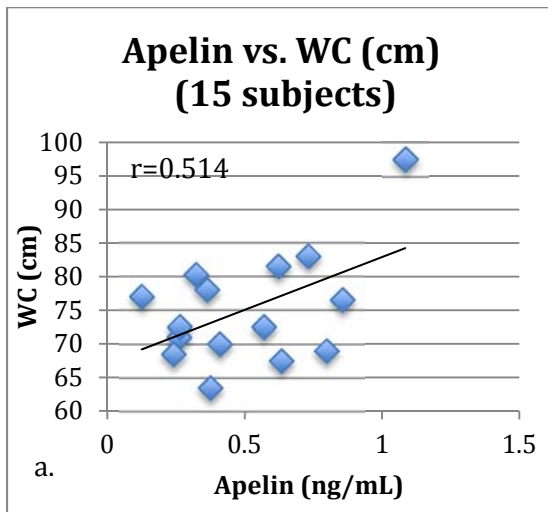 Apelin vs. WC (cm)
(15 subjects)
r=0.514
WC (cm)
100
95
90
85
80
75
70
65
60
0
0.5
1
1.5
Apelin (ng/mL)
a.